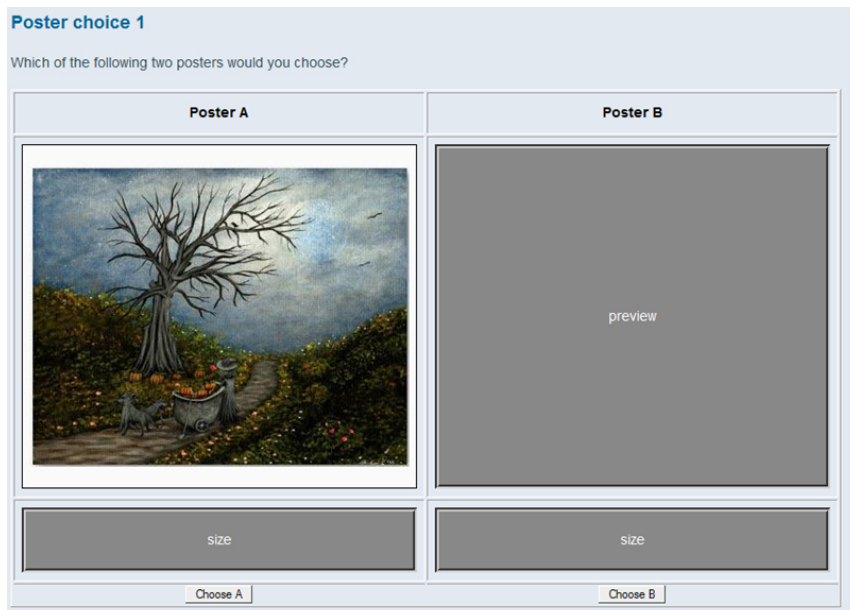 Poster choice 1
Which of the following two posters would you choose?
Poster A
Poster B
preview
size
size
Choose A
Choose B